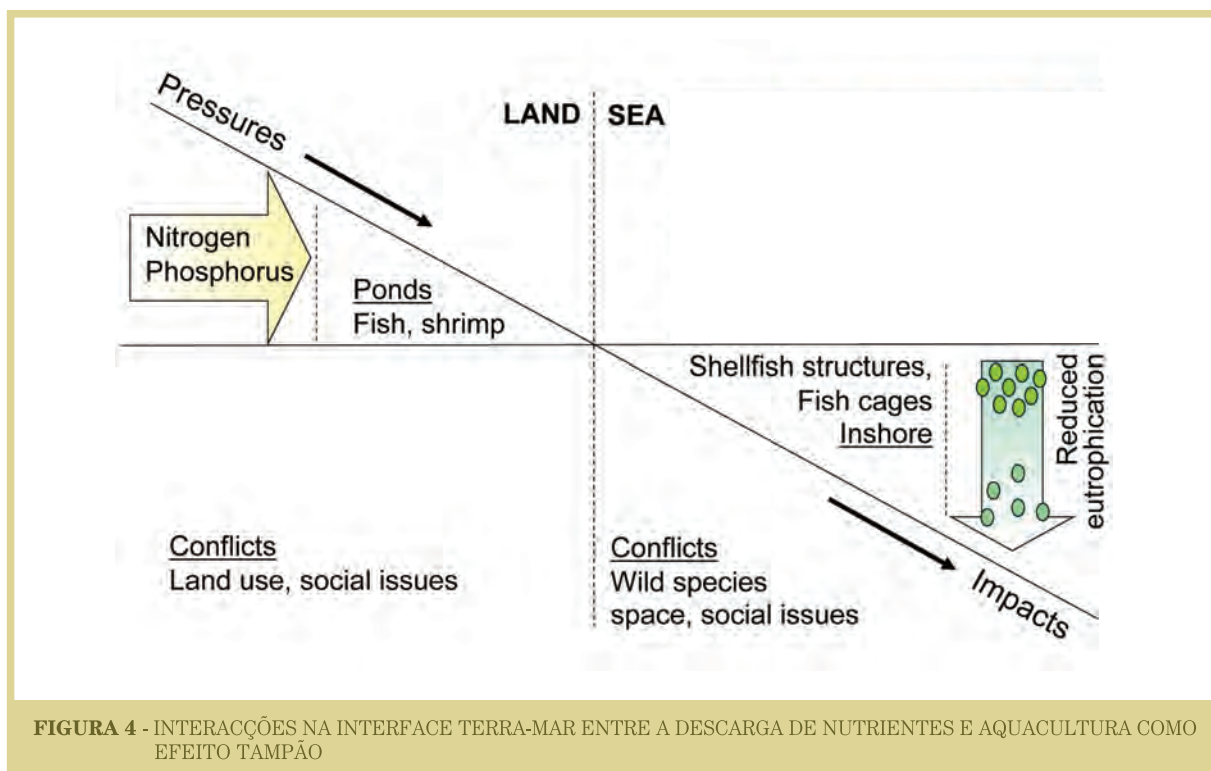 Pressures
LAND
SEA
Nitrogen
Phosphorus
Ponds
Fish, shrimp
Shellfish structures,
Fish cages
Inshore
Reduced
eutrophication
Conflicts
Land use, social issues
Conflicts
Wild species
space, social issues
Impacts
FIGURA 4 - INTERACÇÕES NA INTERFACE TERRA-MAR ENTRE A DESCARGA DE NUTRIENTES E AQUACULTURA COMO
EFEITO TAMPÃO